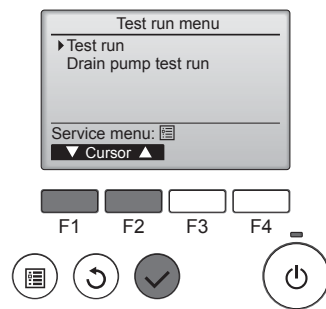 Test run menu
Test run
Drain pump test run
Service menu:
▼ Cursor ▲
F1 F2 F3 F4